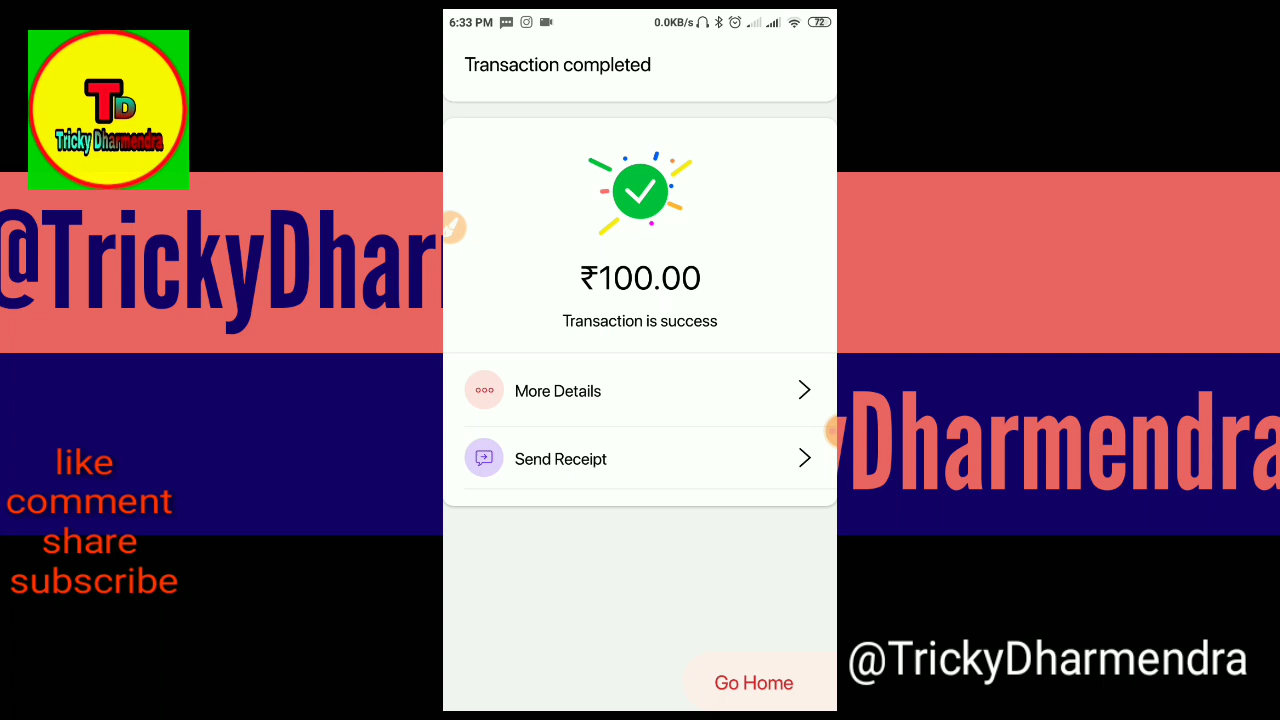 6:33 PM 0.0KB/s 72
Transaction completed
TD
Tricky Dharmendra
@TrickyDhar
₹100.00
Transaction is success
More Details
Send Receipt
yDharmendra
like
comment
share
subscribe
@TrickyDharmendra
Go Home